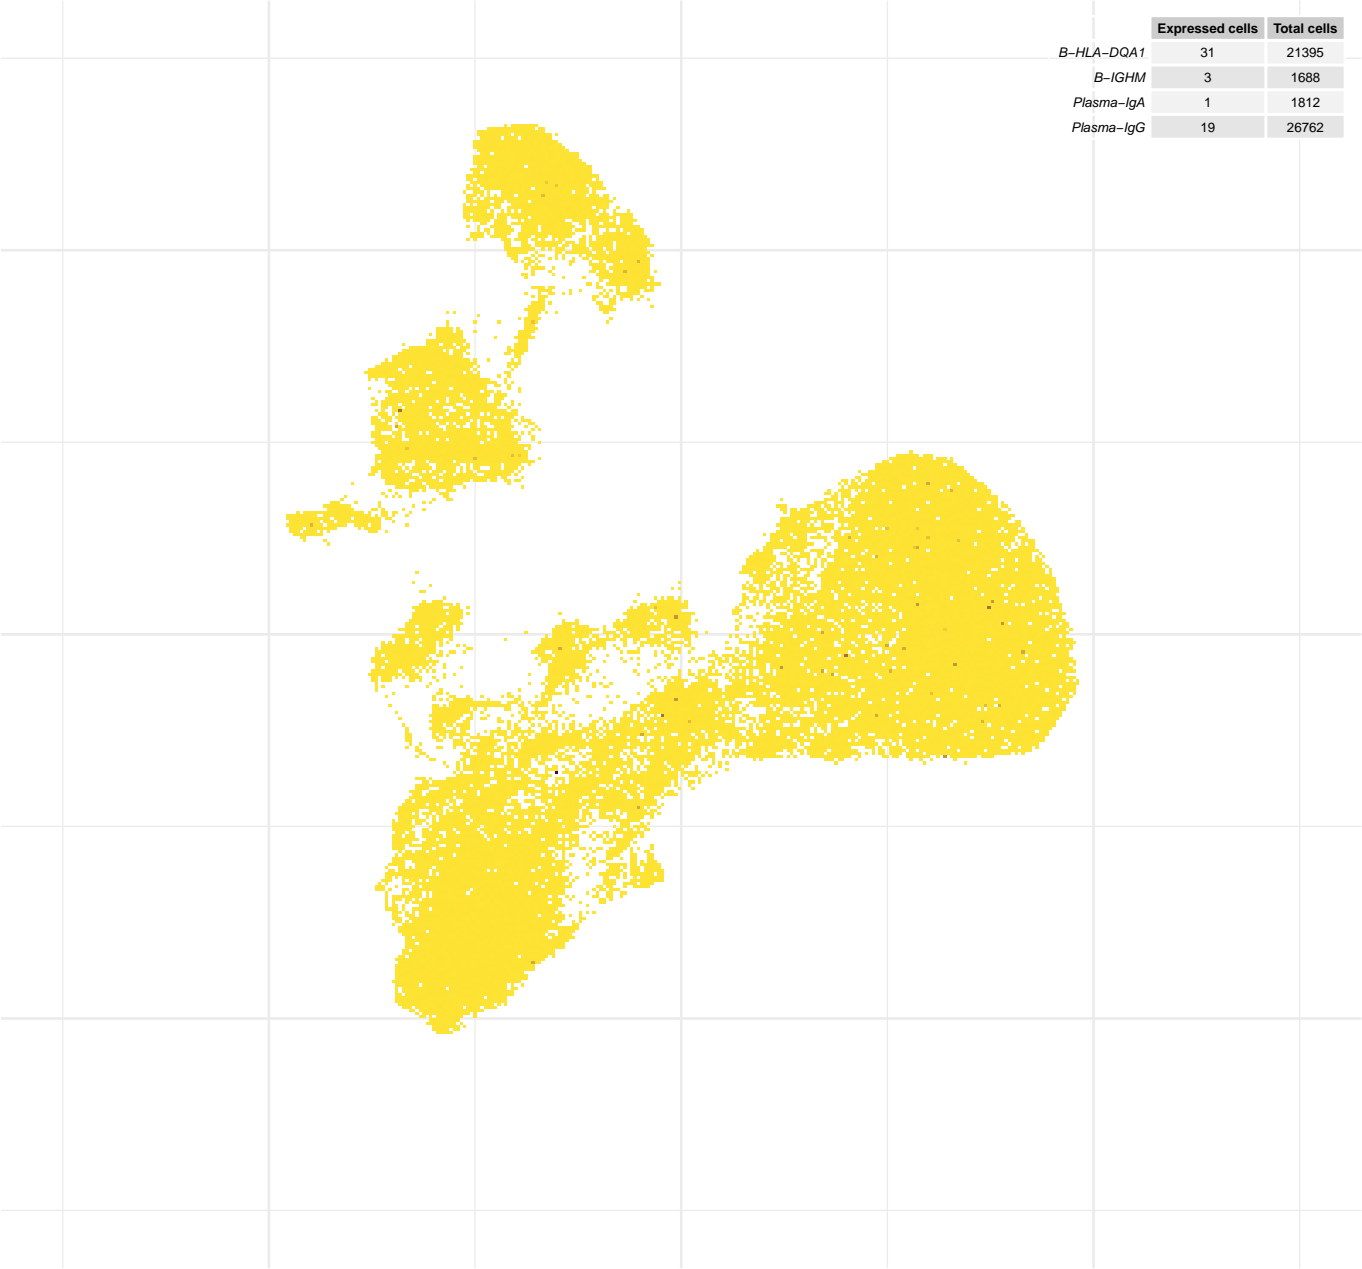 Expressed cells Total cells
B−HLA−DQA1 31 21395
B−IGHM 3 1688
Plasma−IgA 1 1812
Plasma−IgG 19 26762